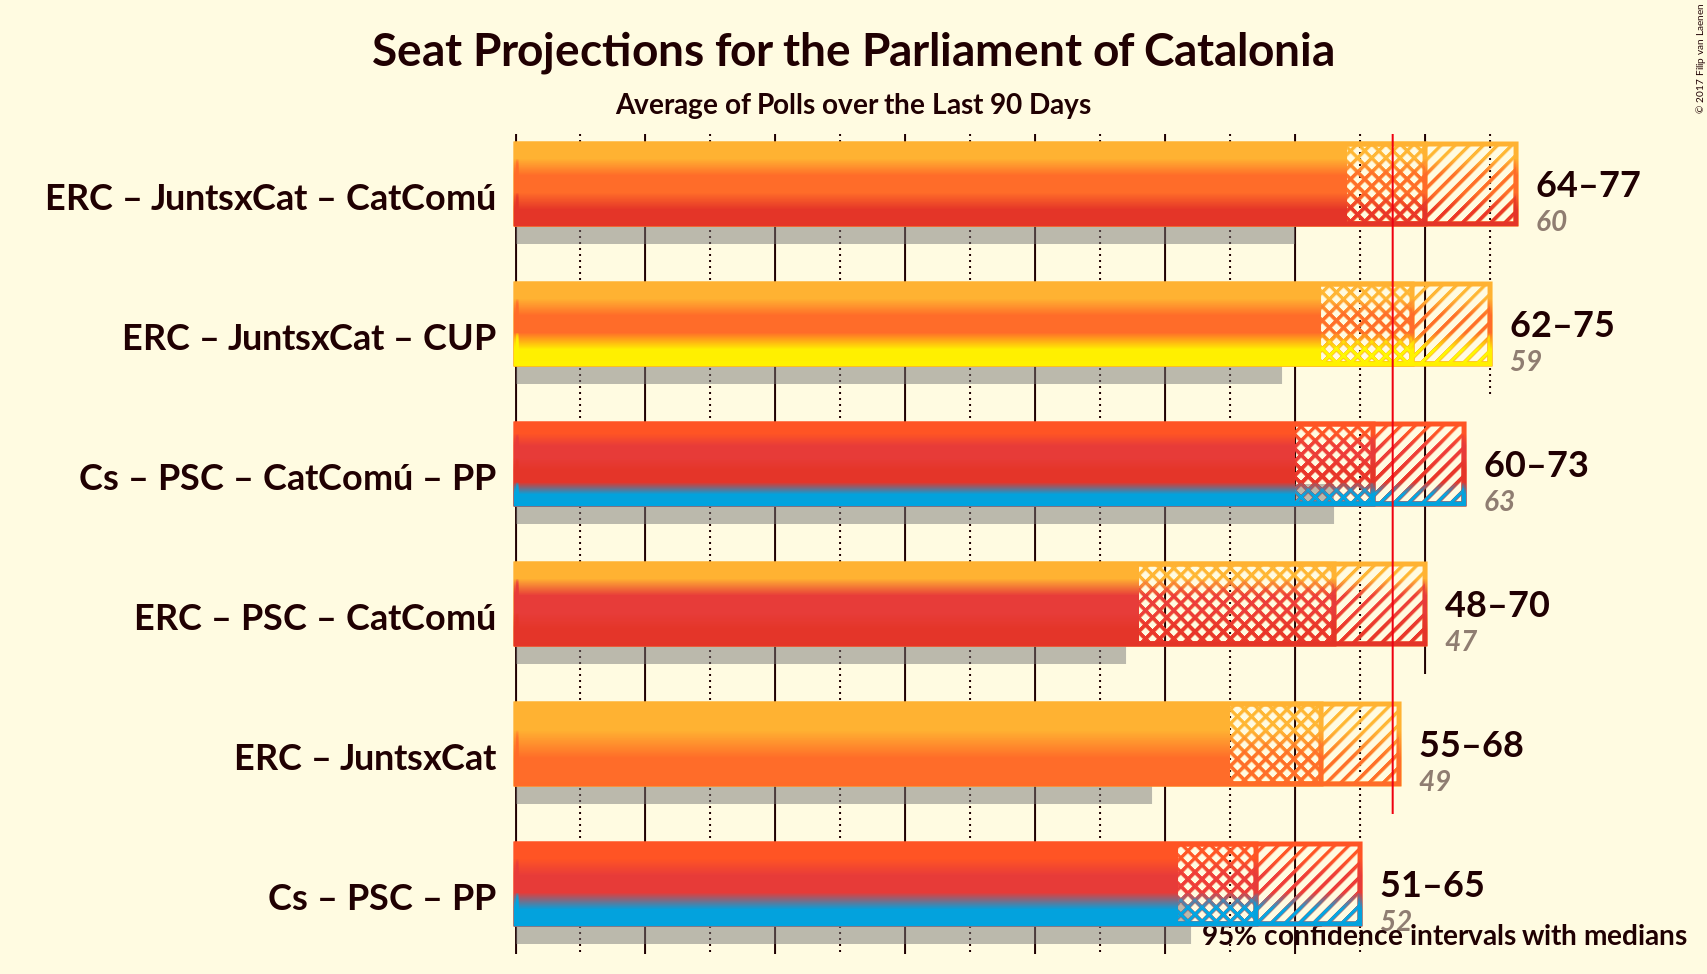 Seat Projections for the Parliament of Catalonia
Average of Polls over the Last 90 Days
© 2017 Filip van Laenen
ERC – JuntsxCat – CatComú
64–77
60
ERC – JuntsxCat – CUP
62–75
59
Cs – PSC – CatComú – PP
60–73
63
ERC – PSC – CatComú
48–70
47
ERC – JuntsxCat
55–68
49
Cs – PSC – PP
51–65
52
95% confidence intervals with medians